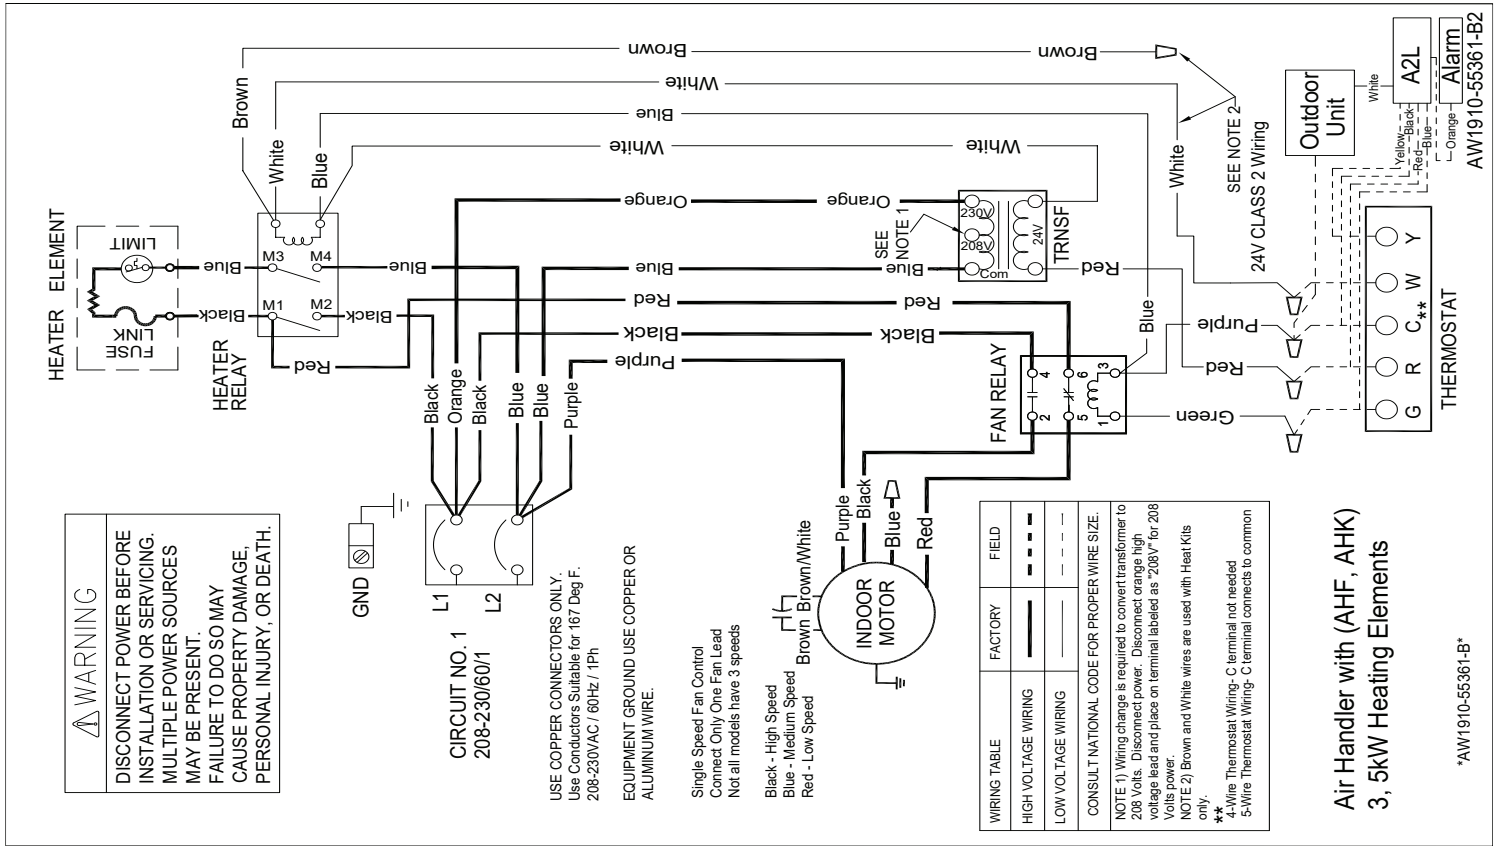 WARNING
DISCONNECT POWER BEFORE
INSTALLATION OR SERVICING.
MULTIPLE POWER SOURCES
MAY BE PRESENT.
FAILURE TO DO SO MAY
CAUSE PROPERTY DAMAGE,
PERSONAL INJURY, OR DEATH.
HEATER ELEMENT
LIMIT
FUSE
LINK
HEATER
RELAY
M3
M4
M1
M2
Blue
Black
Red
Brown
White
Blue
Blue
Black
Brown
Brown
White
Blue
White
White
Orange
Orange
Blue
Blue
Red
Red
Black
Black
Purple
Black
Orange
Black
Blue
Blue
Purple
GND
L1
L2
CIRCUIT NO. 1
208-230/60/1
USE COPPER CONNECTORS ONLY.
Use Conductors Suitable for 167 Deg F.
208-230VAC / 60Hz / 1Ph
EQUIPMENT GROUND USE COPPER OR
ALUMINUM WIRE.
Single Speed Fan Control
Connect Only One Fan Lead
Not all models have 3 speeds
Black - High Speed
Blue - Medium Speed
Red - Low Speed
Brown
Brown/White
INDOOR
MOTOR
Purple
Black
Blue
Red
SEE
NOTE 1
230V
208V
Com
24V
TRNSF
Red
FAN RELAY
4
2
6
5
3
1
Blue
White
Purple
Red
Green
SEE NOTE 2
24V CLASS 2 Wiring
Outdoor
Unit
White
A2L
Alarm
Yellow
Black
Red
Blue
Orange
AW1910-55361-B2
Y
W
C**
R
G
THERMOSTAT
WIRING TABLE
FACTORY
FIELD
HIGH VOLTAGE WIRING
LOW VOLTAGE WIRING
CONSULT NATIONAL CODE FOR PROPER WIRE SIZE.
NOTE 1) Wiring change is required to convert transformer to
208 Volts. Disconnect power. Disconnect orange high
voltage lead and place on terminal labeled as "208V" for 208
Volts power.
NOTE 2) Brown and White wires are used with Heat Kits
only.
**
4-Wire Thermostat Wiring- C terminal not needed
5-Wire Thermostat Wiring- C terminal connects to common
Air Handler with (AHF, AHK)
3, 5kW Heating Elements
*AW1910-55361-B*